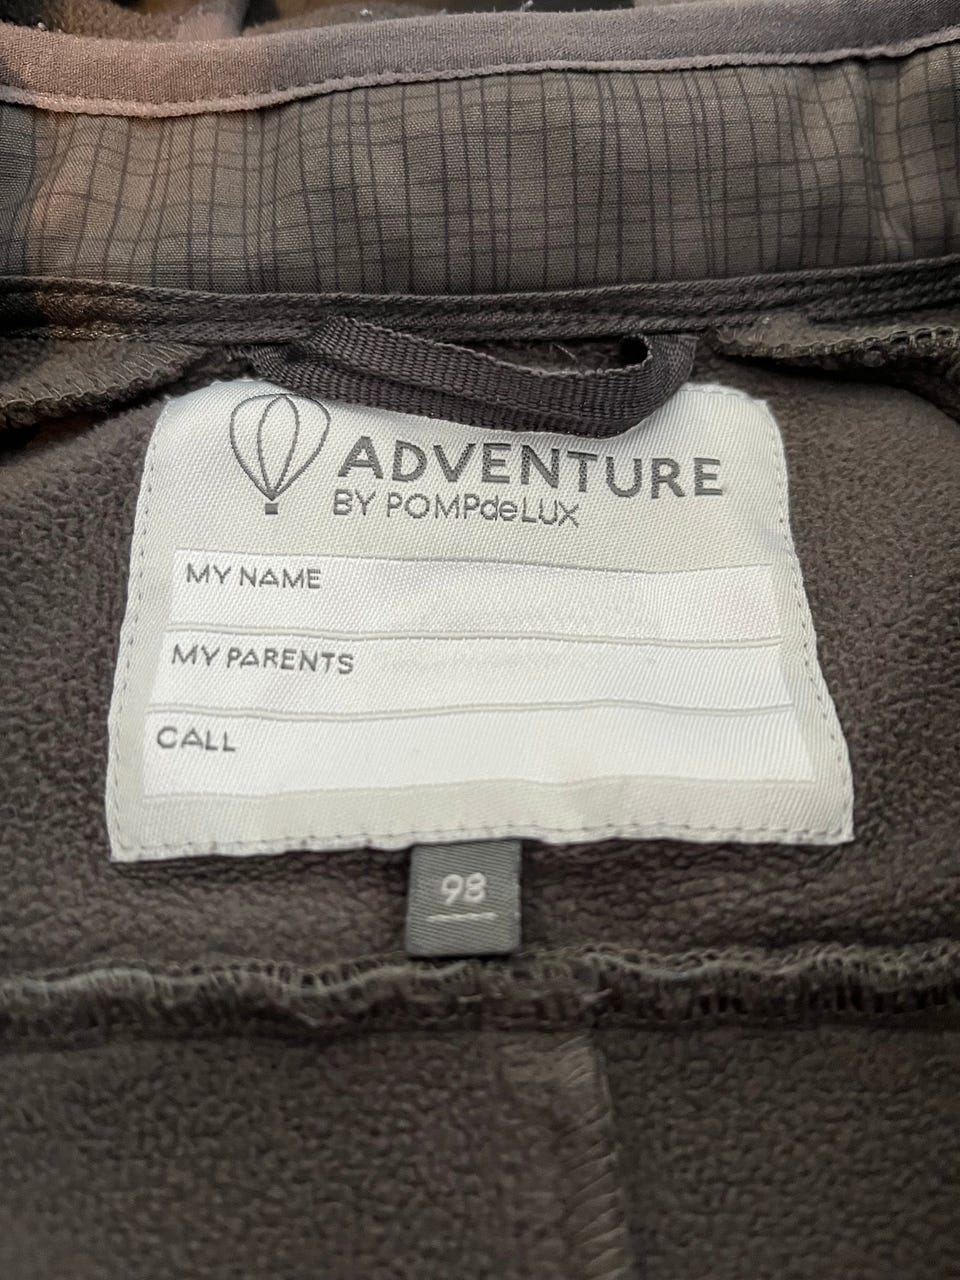 ADVENTURE
BY POMPdeLUX
MY NAME
MY PARENTS
CALL
98